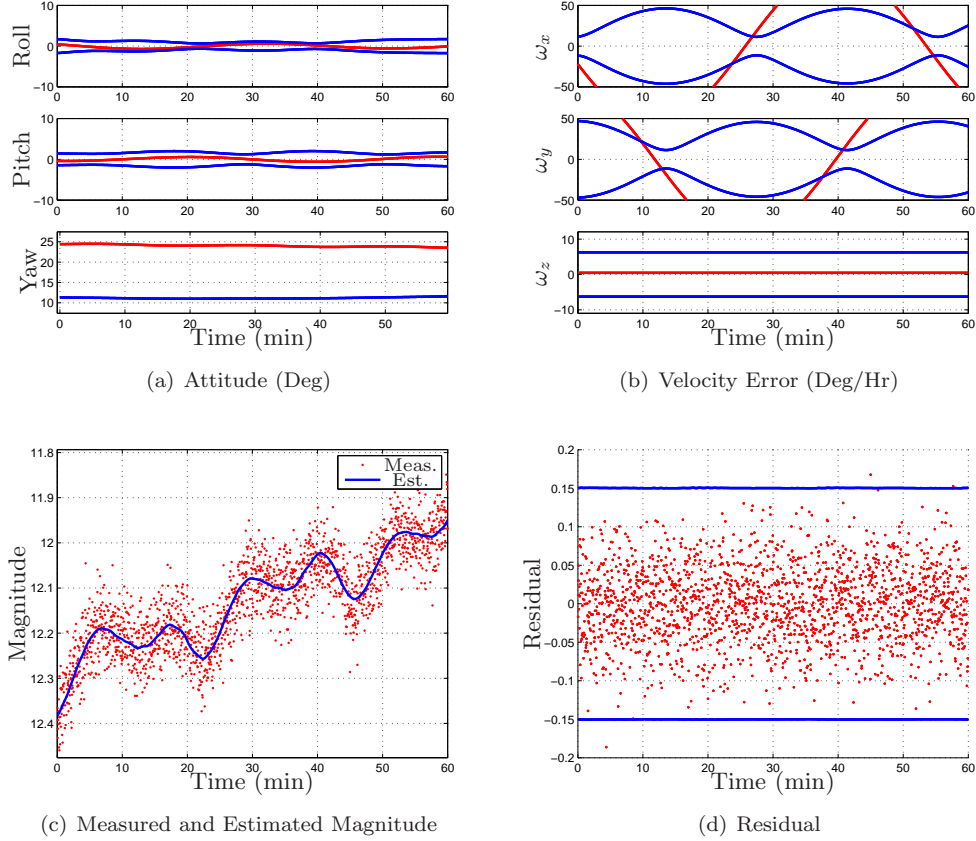 Roll
10
0
−10
0 10 20 30 40 50 60
Pitch
10
0
−10
0 10 20 30 40 50 60
Yaw
25
20
15
10
0 10 20 30 40 50
Time (min)
(a) Attitude (Deg)
ωx
50
0
−50
0 10 20 30 40 50 60
ωy
50
0
−50
0 10 20 30 40 50 60
ωz
10
0
−10
0 10 20 30 40 50 60
Time (min)
(b) Velocity Error (Deg/Hr)
Magnitude
11.8
11.9
12
12.1
12.2
12.3
12.4
Meas.
Est.
0 10 20 30 40 50 60
Time (min)
(c) Measured and Estimated Magnitude
Residual
0.2
0.15
0.1
0.05
0
−0.05
−0.1
−0.15
−0.2
0 10 20 30 40 50 60
Time (min)
(d) Residual